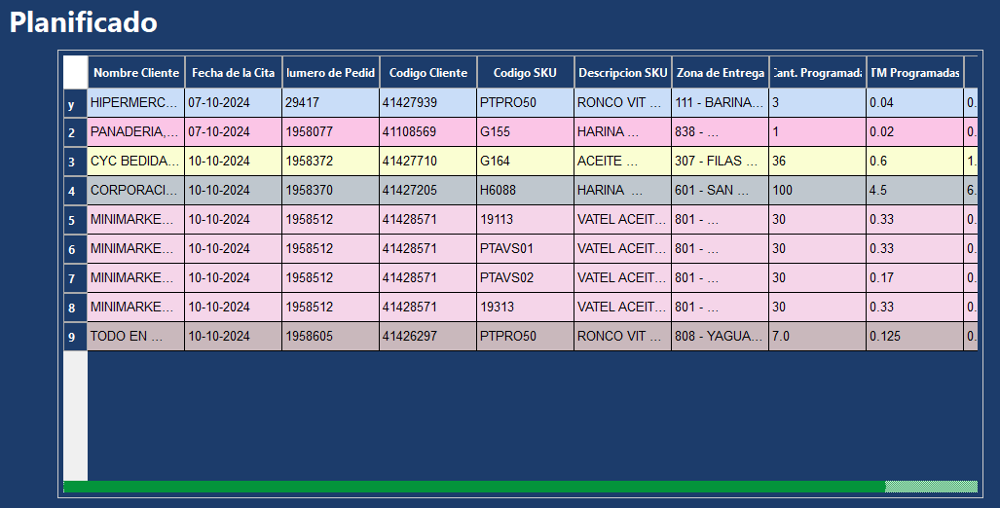 Planificado
Nombre Cliente Fecha de la Cita lumero de Pedid Codigo Cliente Codigo SKU Descripcion SKU Zona de Entrega Cant. Programada TM Programadas
y HIPERMERC... 07-10-2024 29417 41427939 PTPRO50 RONCO VIT ... 111 - BARINA... 3 0.04 0.
2 PANADERIA,... 07-10-2024 1958077 41108569 G155 HARINA ... 838 - ... 1 0.02 0.
3 CYC BEDIDA... 10-10-2024 1958372 41427710 G164 ACEITE ... 307 - FILAS ... 36 0.6 1.
4 CORPORACI... 10-10-2024 1958370 41427205 H6088 HARINA ... 601 - SAN ... 100 4.5 6.
5 MINIMARKE... 10-10-2024 1958512 41428571 19113 VATEL ACEIT... 801 - ... 30 0.33 0.
6 MINIMARKE... 10-10-2024 1958512 41428571 PTAVS01 VATEL ACEIT... 801 - ... 30 0.33 0.
7 MINIMARKE... 10-10-2024 1958512 41428571 PTAVS02 VATEL ACEIT... 801 - ... 30 0.17 0.
8 MINIMARKE... 10-10-2024 1958512 41428571 19313 VATEL ACEIT... 801 - ... 30 0.33 0.
9 TODO EN ... 10-10-2024 1958605 41426297 PTPRO50 RONCO VIT ... 808 - YAGUA... 7.0 0.125 0.